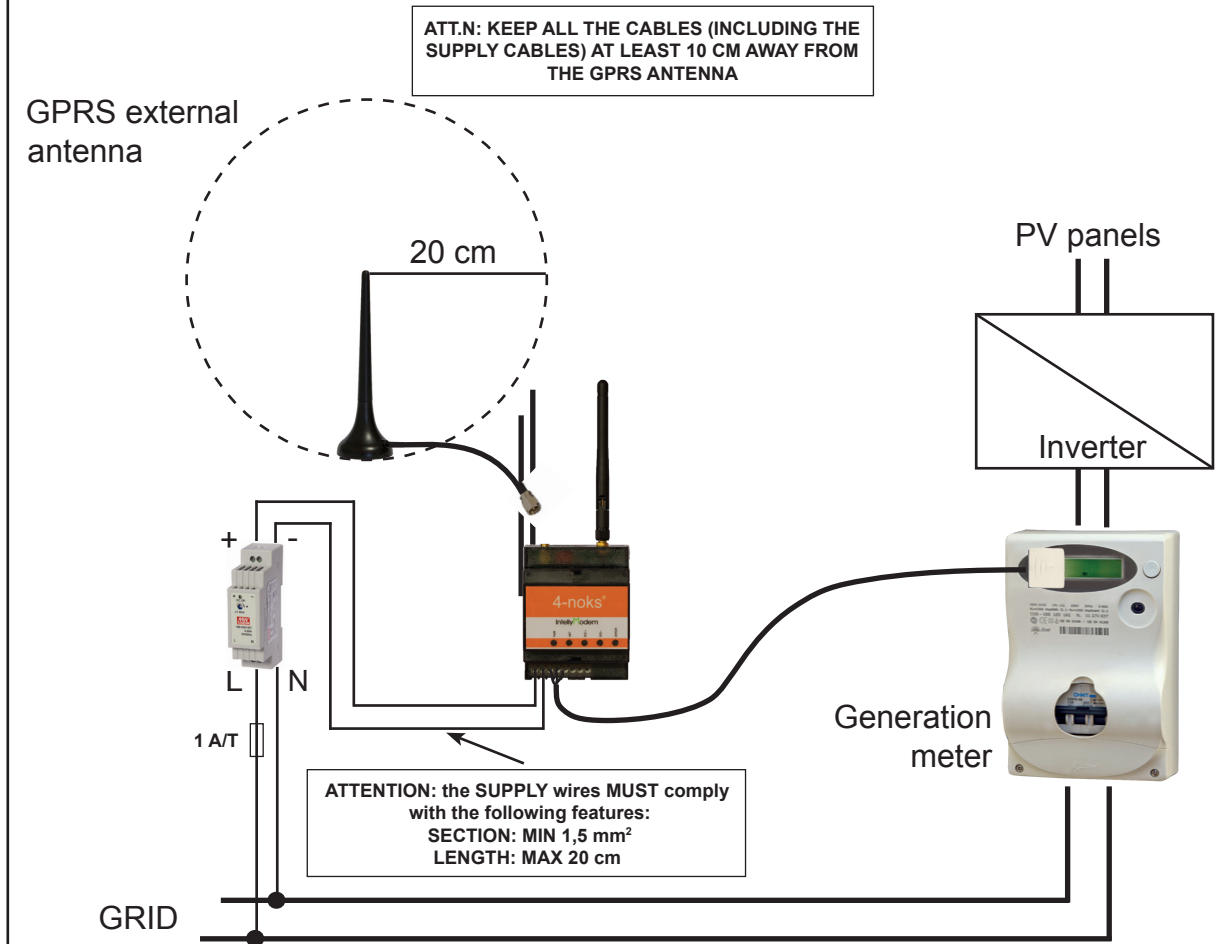 ATT.N: KEEP ALL THE CABLES (INCLUDING THE
SUPPLY CABLES) AT LEAST 10 CM AWAY FROM
THE GPRS ANTENNA
GPRS external
antenna
20 cm
PV panels
Inverter
+ -
4-noks®
IntellyModem
L N
1 A/T
Generation
meter
ATTENTION: the SUPPLY wires MUST comply
with the following features:
SECTION: MIN 1,5 mm²
LENGTH: MAX 20 cm
GRID